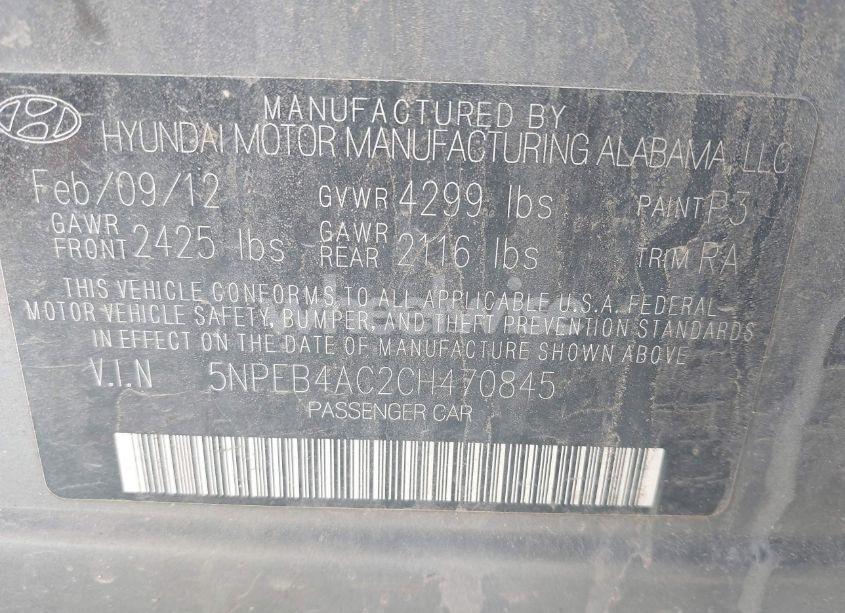 MANUFACTURED BY
HYUNDAI MOTOR MANUFACTURING ALABAMA, LLC
Feb/09/12 GVWR 4299 lbs PAINT P3
GAWR FRONT 2425 lbs GAWR REAR 2116 lbs TRIM RA
THIS VEHICLE CONFORMS TO ALL APPLICABLE U.S.A. FEDERAL
MOTOR VEHICLE SAFETY, BUMPER, AND THEFT PREVENTION STANDARDS
IN EFFECT ON THE DATE OF MANUFACTURE SHOWN ABOVE
V.I.N 5NPEB4AC2CH470845
PASSENGER CAR